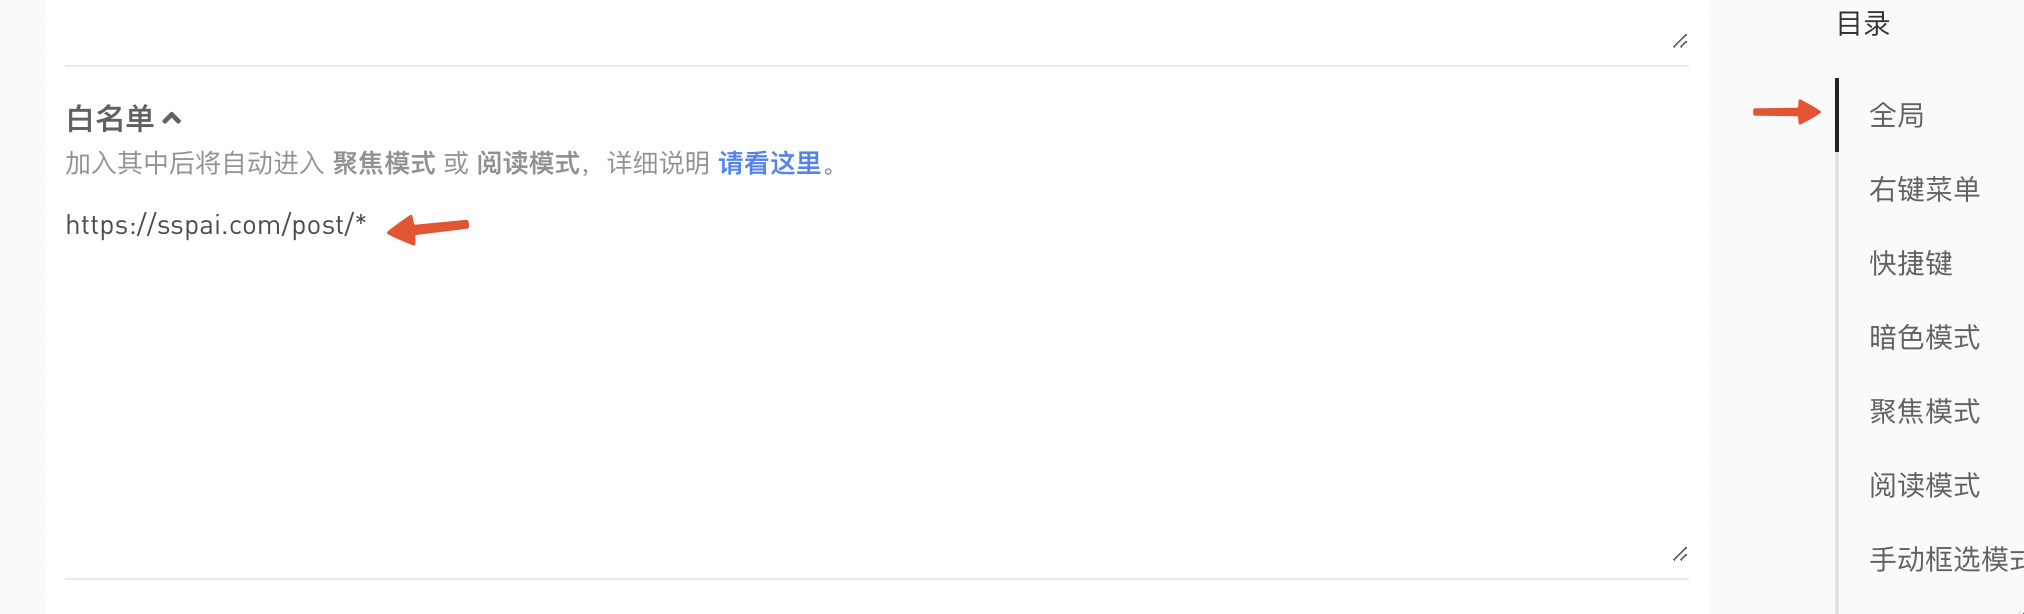 白名单
加入其中后将自动进入 聚焦模式 或 阅读模式，详细说明 请看这里。
https://sspai.com/post/*
目录
全局
右键菜单
快捷键
暗色模式
聚焦模式
阅读模式
手动框选模式